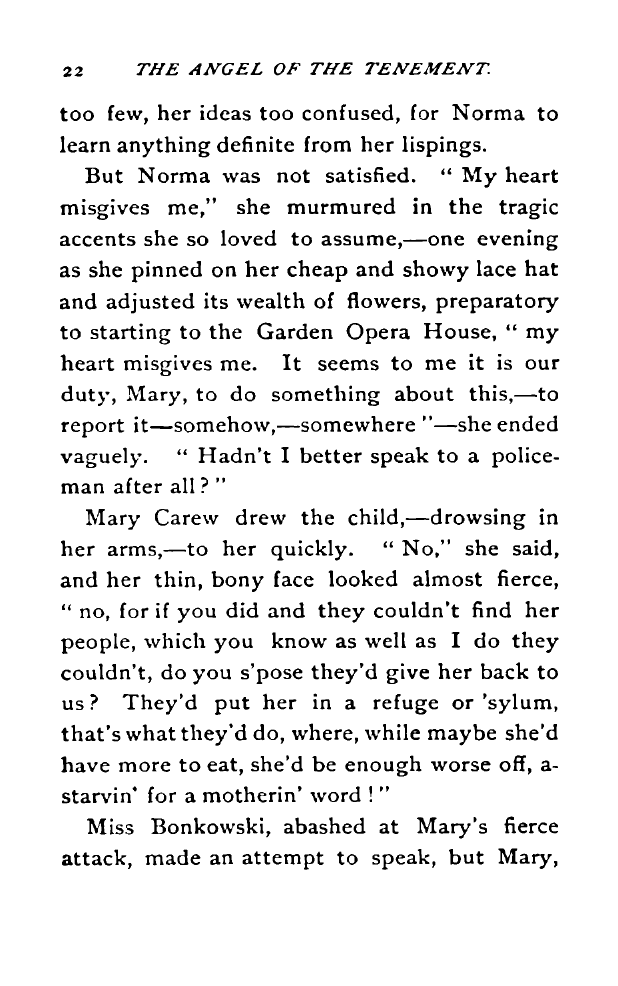 22 THE ANGEL OF THE TENEMENT.
too few, her ideas too confused, for Norma to
learn anything definite from her lispings.
But Norma was not satisfied. “ My heart
misgives me,” she murmured in the tragic
accents she so loved to assume,—one evening
as she pinned on her cheap and showy lace hat
and adjusted its wealth of flowers, preparatory
to starting to the Garden Opera House, “ my
heart misgives me. It seems to me it is our
duty, Mary, to do something about this,—to
report it—somehow,—somewhere ”—she ended
vaguely. “ Hadn't I better speak to a police-
man after all ? ”
Mary Carew drew the child,—drowsing in
her arms,—to her quickly. “ No,” she said,
and her thin, bony face looked almost fierce,
“ no, for if you did and they couldn't find her
people, which you know as well as I do they
couldn't, do you s'pose they'd give her back to
us ? They'd put her in a refuge or 'sylum,
that's what they'd do, where, while maybe she'd
have more to eat, she'd be enough worse off, a-
starvin' for a motherin' word ! ”
Miss Bonkowski, abashed at Mary's fierce
attack, made an attempt to speak, but Mary,